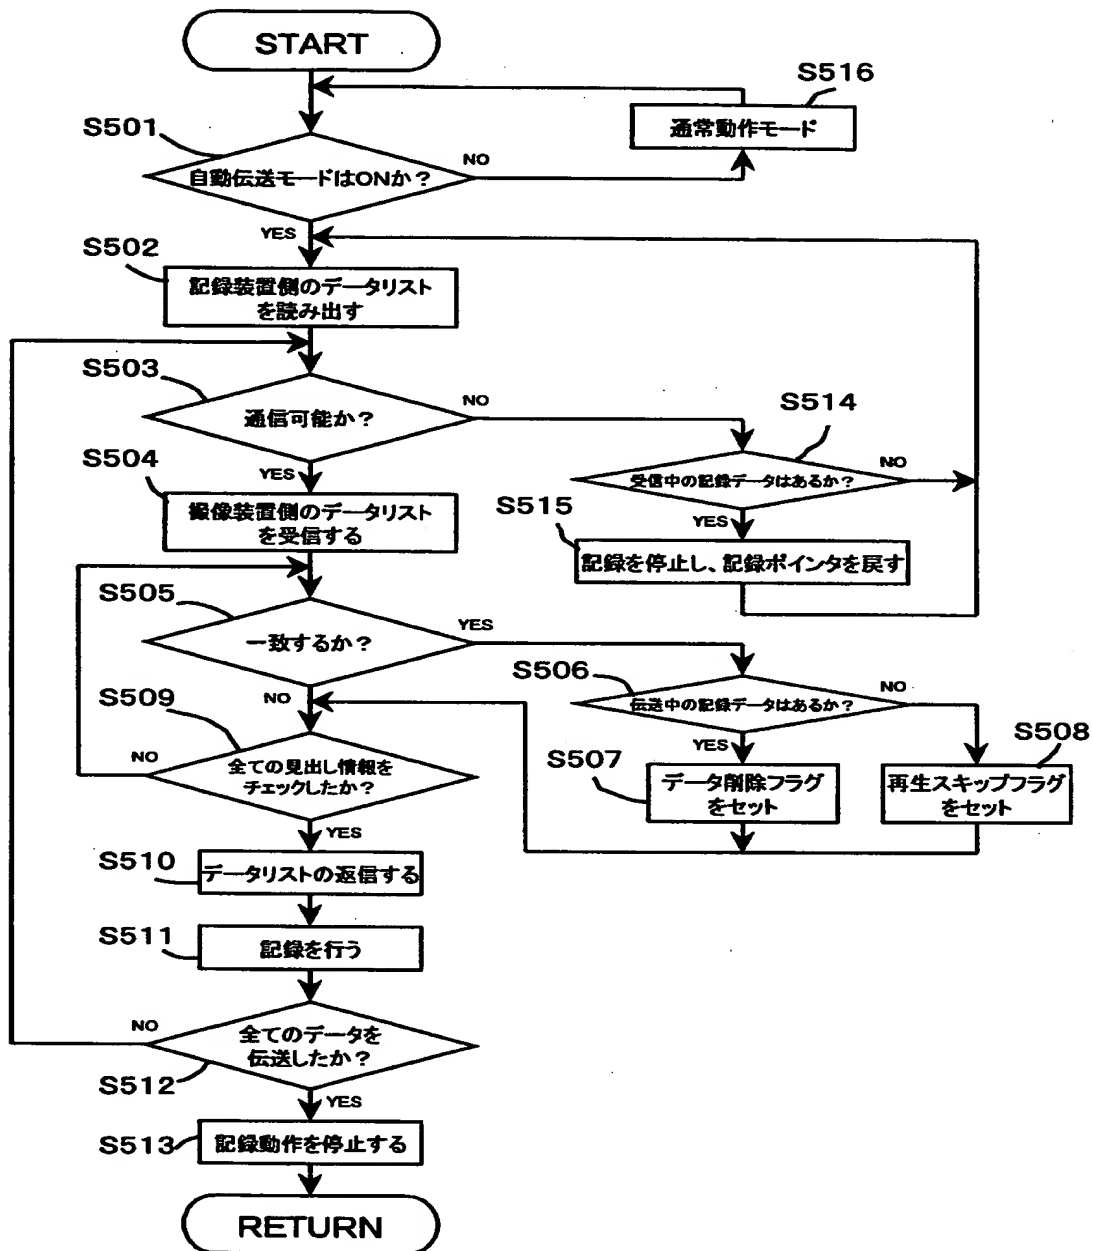 START
S516
通常動作モード
S501
自動伝送モードはONか？
NO
YES
S502
記録装置側のデータリスト
を読み出す
S503
通信可能か？
NO
YES
S514
受信中の記録データはあるか？
NO
YES
S504
撮像装置側のデータリスト
を受信する
S515
記録を停止し、記録ポインタを戻す
S505
一致するか？
YES
NO
S506
伝送中の記録データはあるか？
NO
YES
S509
全ての見出し情報を
チェックしたか？
NO
YES
S507
データ削除フラグ
をセット
S508
再生スキップフラグ
をセット
S510
データリストの返信する
S511
記録を行う
S512
全てのデータを
伝送したか？
NO
YES
S513
記録動作を停止する
RETURN